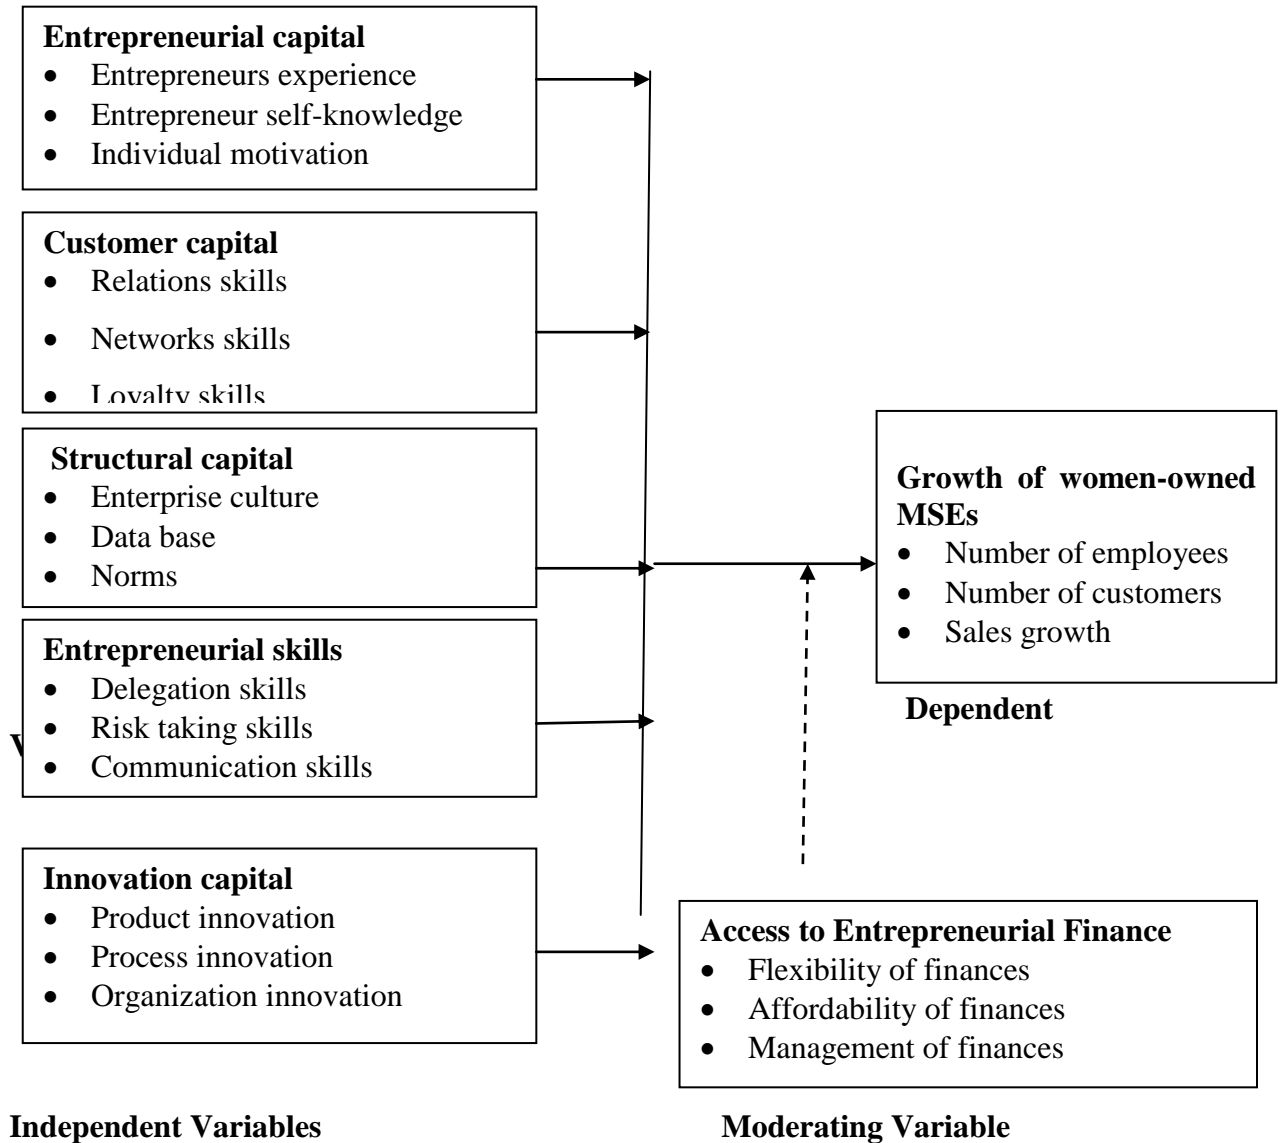 Entrepreneurial capital
• Entrepreneurs experience
• Entrepreneur self-knowledge
• Individual motivation
Customer capital
• Relations skills
• Networks skills
• Loyalty skills
Structural capital
• Enterprise culture
• Data base
• Norms
Entrepreneurial skills
• Delegation skills
• Risk taking skills
• Communication skills
Innovation capital
• Product innovation
• Process innovation
• Organization innovation
Growth of women-owned
MSEs
• Number of employees
• Number of customers
• Sales growth
Dependent
Access to Entrepreneurial Finance
• Flexibility of finances
• Affordability of finances
• Management of finances
Independent Variables
Moderating Variable